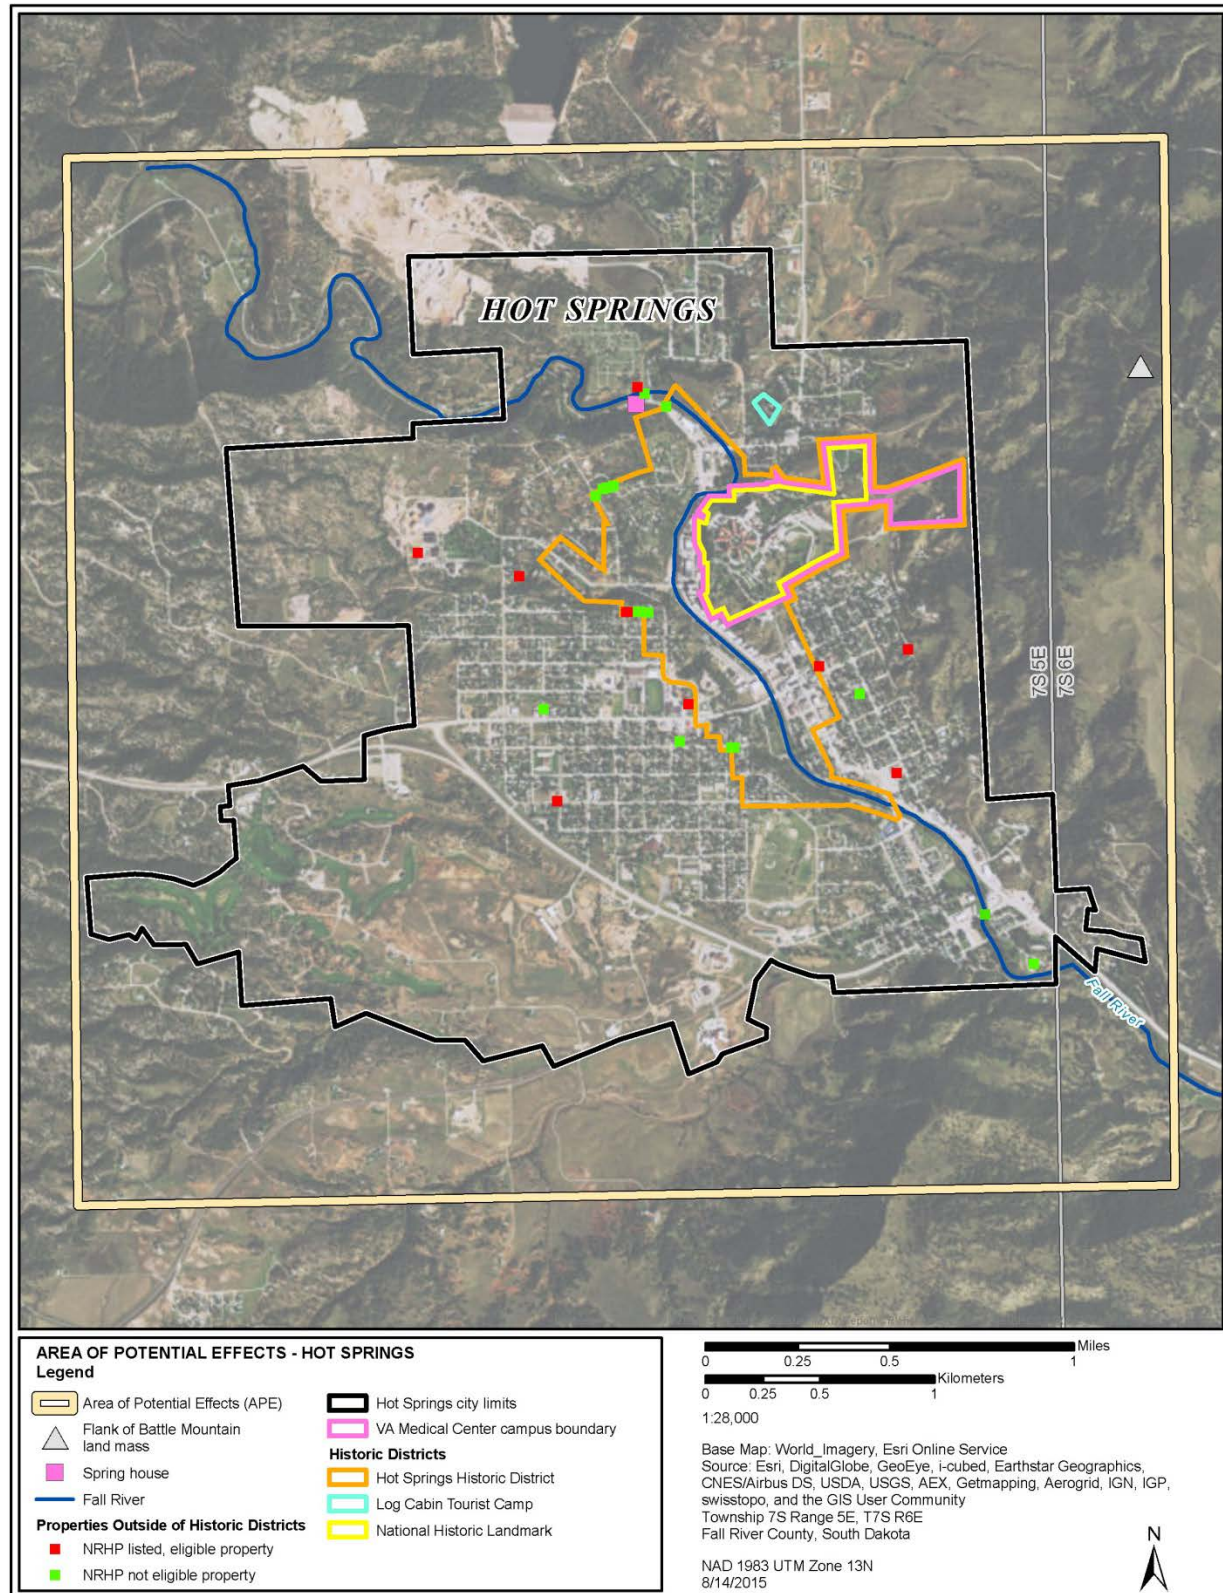 HOT SPRINGS
7S 5E
7S 6E
Fall River
AREA OF POTENTIAL EFFECTS - HOT SPRINGS
Legend
Area of Potential Effects (APE)
Flank of Battle Mountain
land mass
Spring house
Fall River
Properties Outside of Historic Districts
NRHP listed, eligible property
NRHP not eligible property
Hot Springs city limits
VA Medical Center campus boundary
Historic Districts
Hot Springs Historic District
Log Cabin Tourist Camp
National Historic Landmark
Miles
0 0.25 0.5 1
Kilometers
0 0.25 0.5 1
1:28,000
Base Map: World_Imagery, Esri Online Service
Source: Esri, DigitalGlobe, GeoEye, i-cubed, Earthstar Geographics,
CNES/Airbus DS, USDA, USGS, AEX, Getmapping, Aerogrid, IGN, IGP,
swisstopo, and the GIS User Community
Township 7S Range 5E, T7S R6E
Fall River County, South Dakota
NAD 1983 UTM Zone 13N
8/14/2015
N